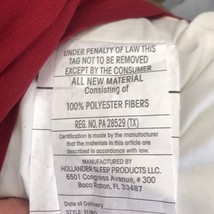 UNDER PENALTY OF LAW THIS
TAG NOT TO BE REMOVED
EXCEPT BY THE CONSUMER
ALL NEW MATERIAL
Consisting of
100% POLYESTER FIBERS
REG. NO. PA 28529 (TX)
Certification is made by the manufacturer
that the materials in this article are
described in accordance with law.
MANUFACTURED BY
HOLLANDER SLEEP PRODUCTS LLC.
6501 Congress Avenue, # 300
Boca Raton, FL 33487
Date of Delivery
STYLE: EURO